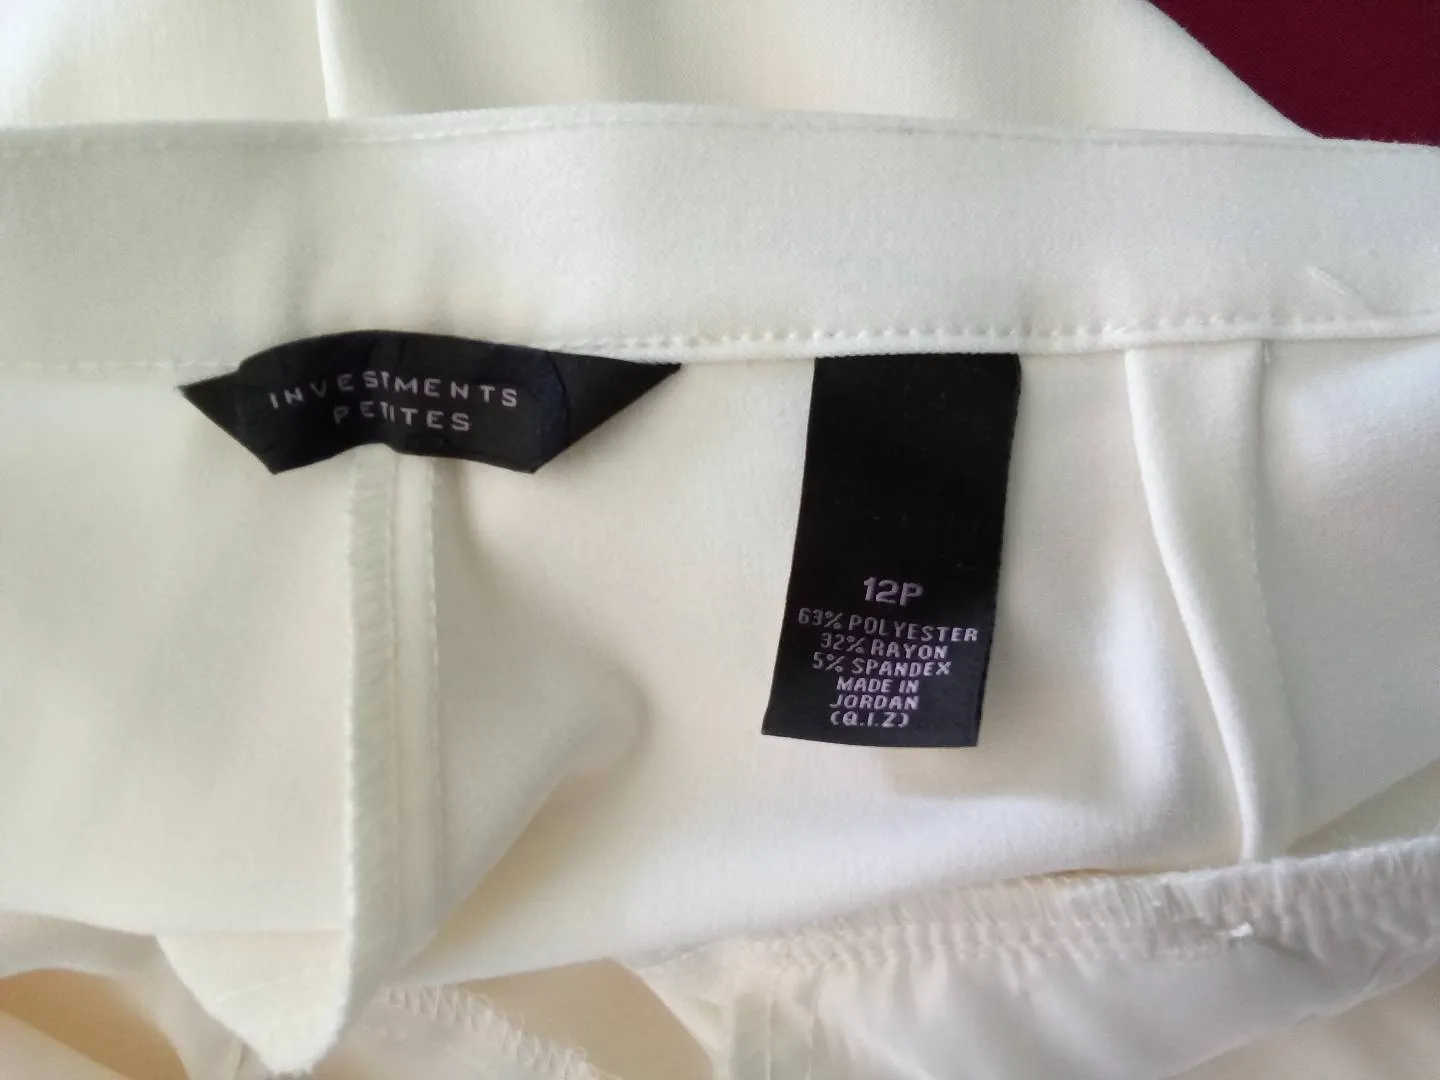 INVESTMENTS
PETITES
12P
63% POLYESTER
32% RAYON
5% SPANDEX
MADE IN
JORDAN
(Q.I.Z)